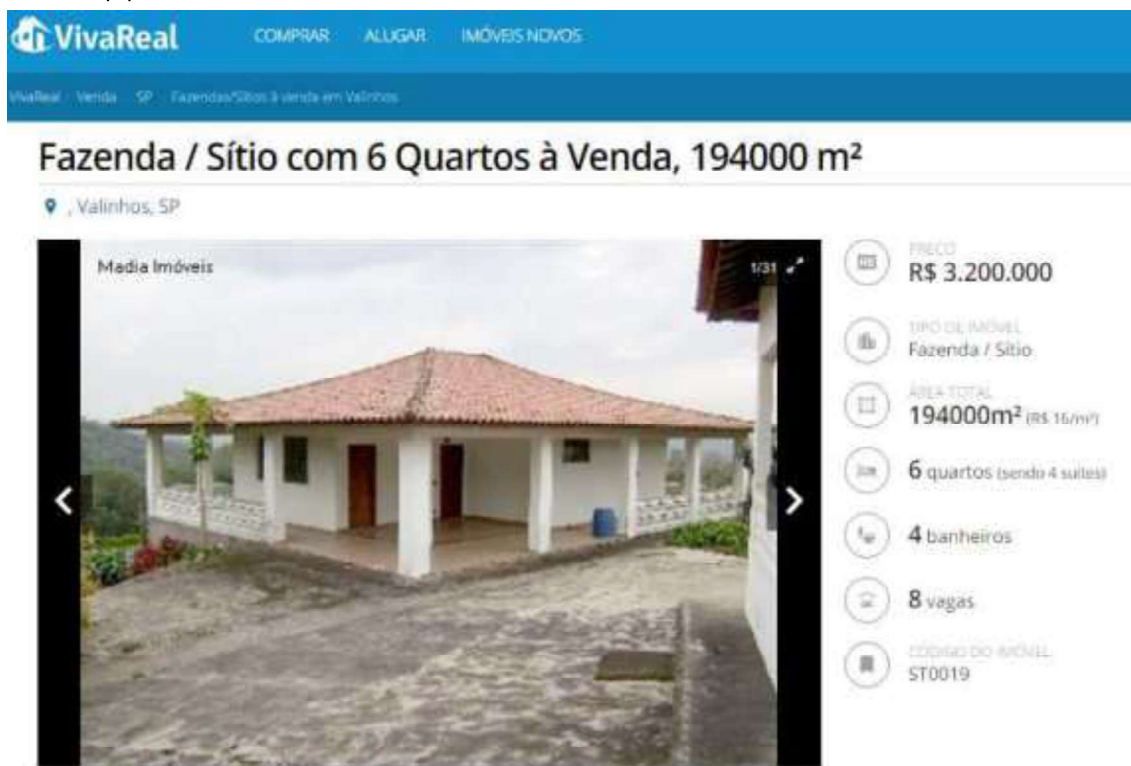 VivaReal
COMPRAR ALUGAR IMÓVEIS NOVOS
VivaReal Venda SP Fazendas/Sítios à venda em Valinhos
Fazenda / Sítio com 6 Quartos à Venda, 194000 m²
, Valinhos, SP
Madia Imóveis
1/31
PREÇO
R$ 3.200.000
TIPO DE IMÓVEL
Fazenda / Sítio
ÁREA TOTAL
194000m² (R$ 16/m²)
6 quartos (sendo 4 suítes)
4 banheiros
8 vagas
CÓDIGO DO IMÓVEL
ST0019